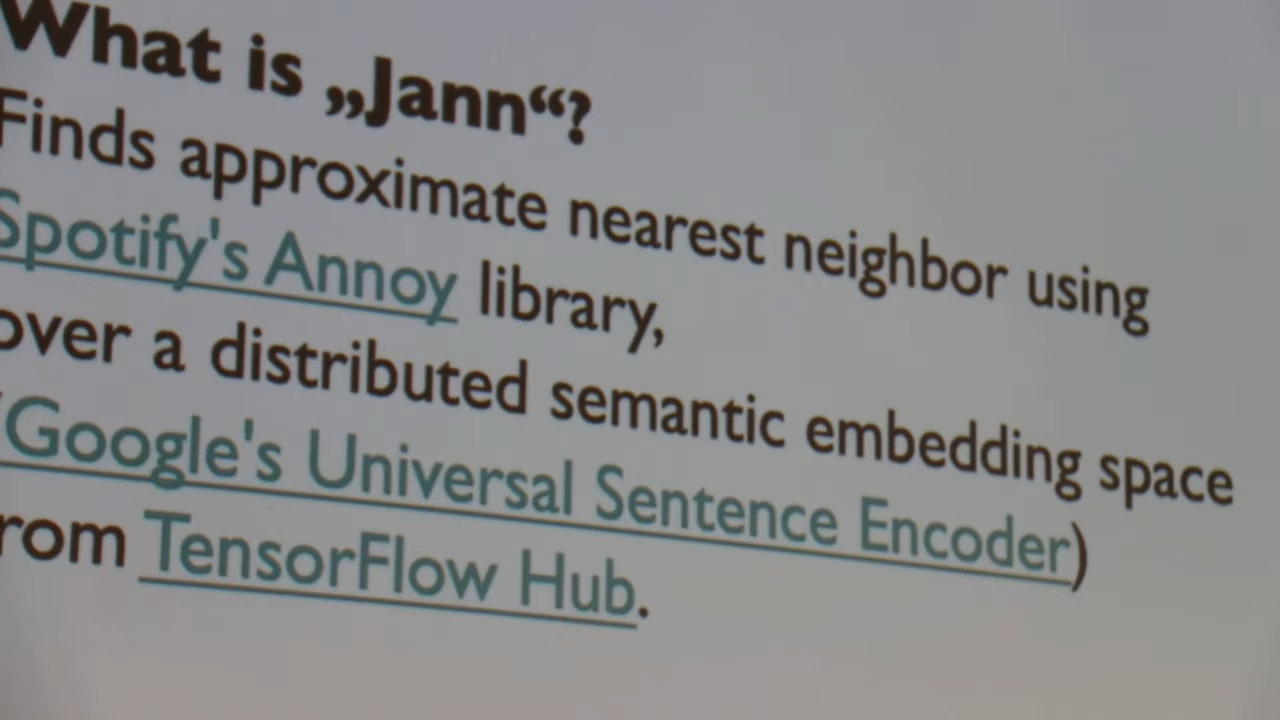 What is „Jann“?
Finds approximate nearest neighbor using
Spotify's Annoy library,
over a distributed semantic embedding space
(Google's Universal Sentence Encoder)
rom TensorFlow Hub.